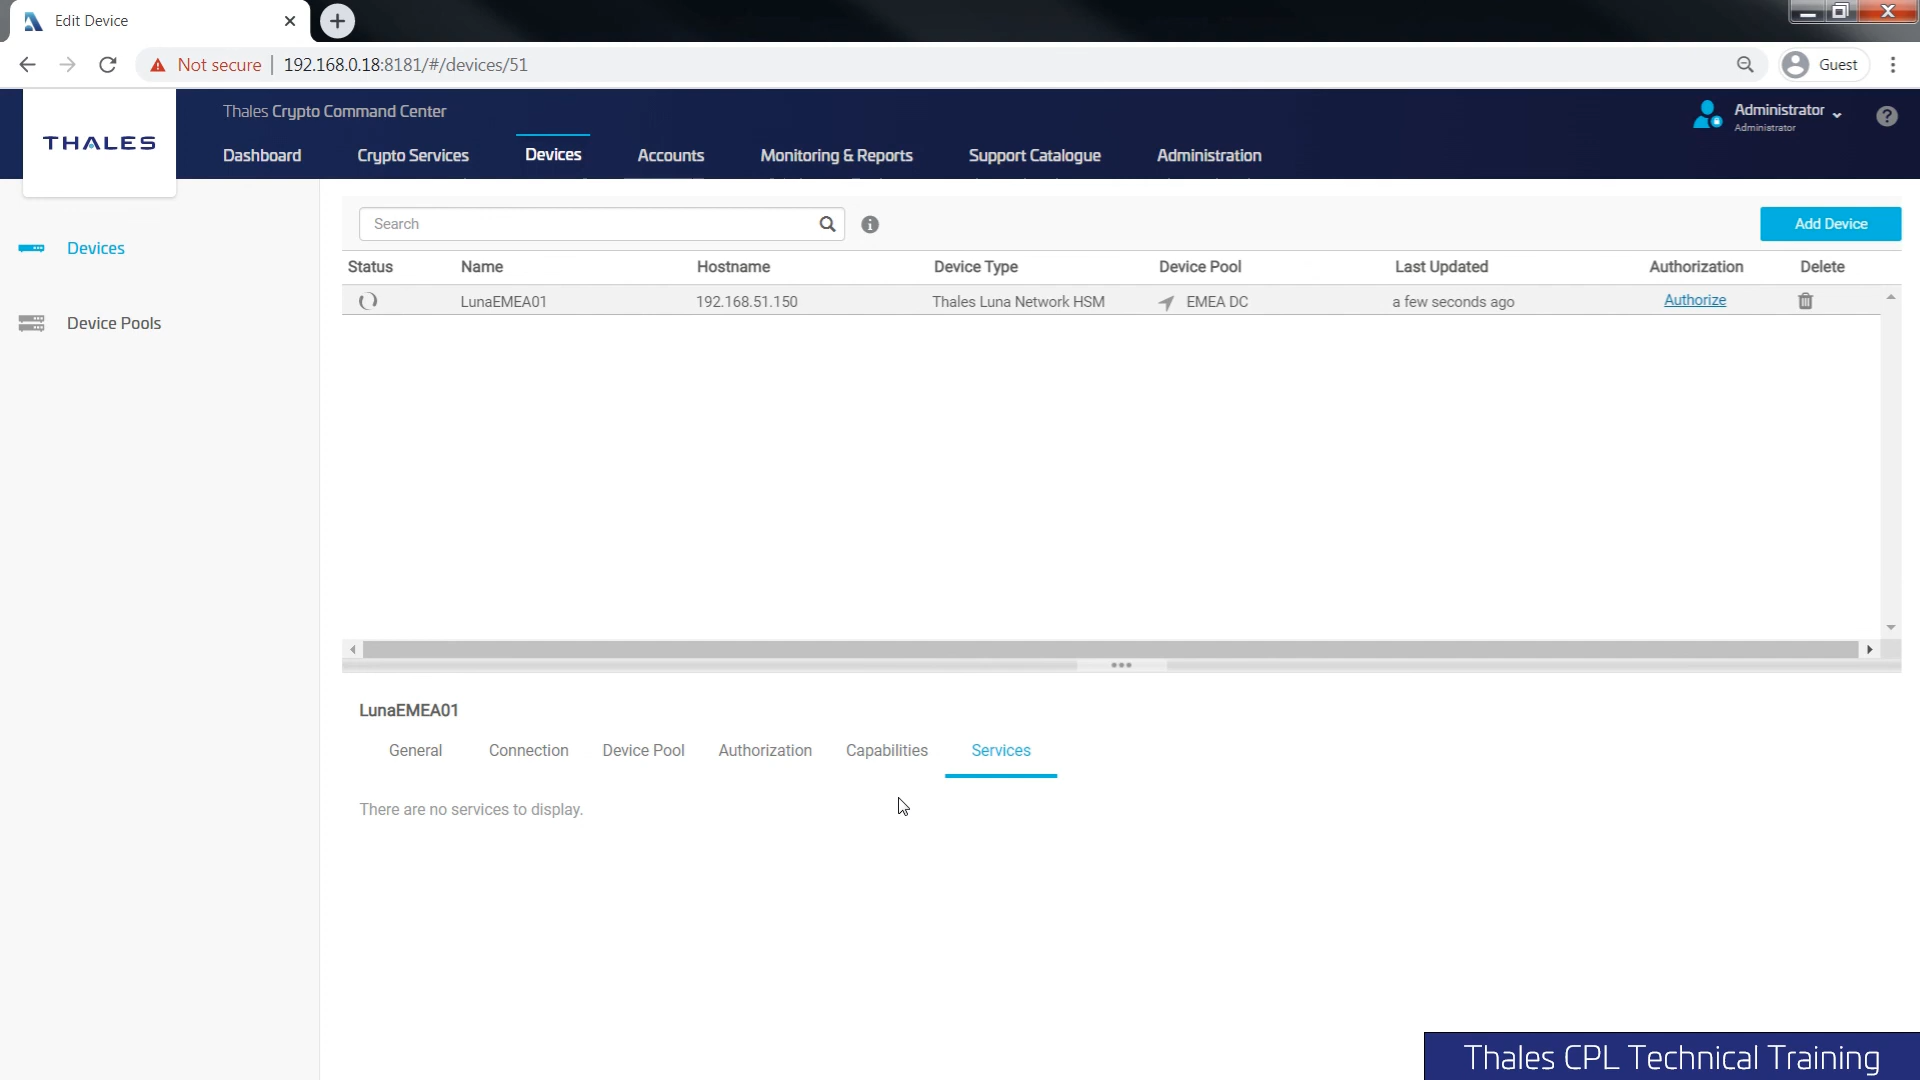 Edit Device
Not secure | 192.168.0.18:8181/#/devices/51
Guest
THALES
Thales Crypto Command Center
Administrator
Administrator
Dashboard Crypto Services Devices Accounts Monitoring & Reports Support Catalogue Administration
Devices
Device Pools
Search
Add Device
Status Name Hostname Device Type Device Pool Last Updated Authorization Delete
LunaEMEA01 192.168.51.150 Thales Luna Network HSM EMEA DC a few seconds ago Authorize
LunaEMEA01
General Connection Device Pool Authorization Capabilities Services
There are no services to display.
Thales CPL Technical Training